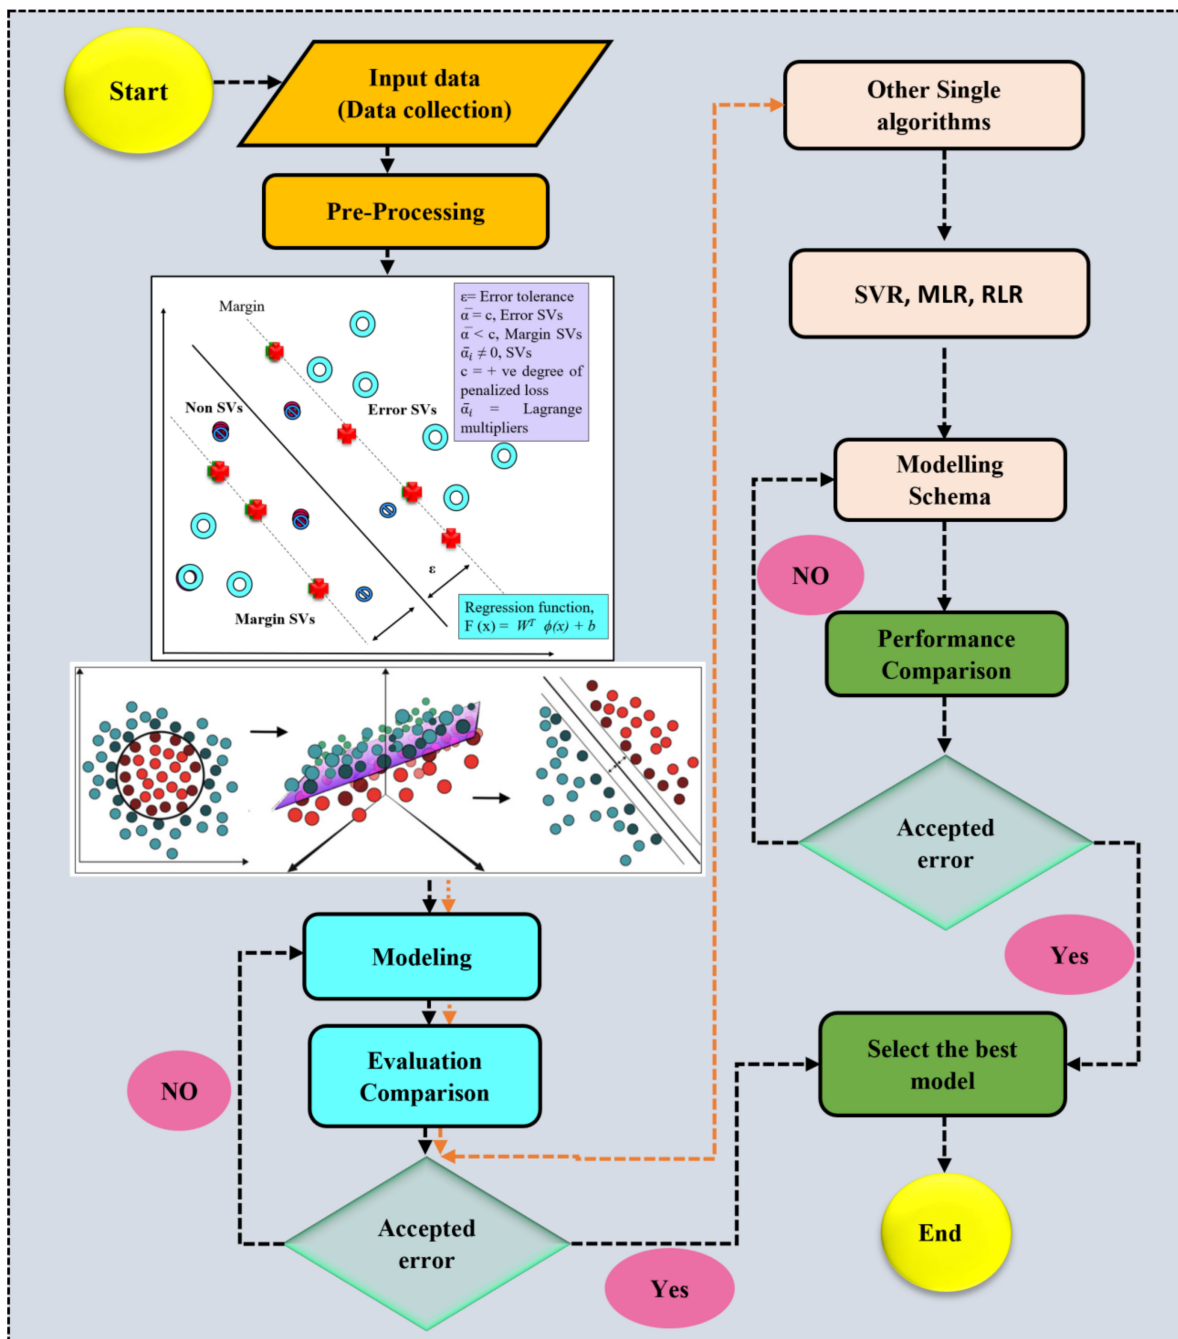 Start
Input data
(Data collection)
Pre-Processing
Margin
ε= Error tolerance
ᾱ = c, Error SVs
ᾱ < c, Margin SVs
ᾱᵢ ≠ 0, SVs
c = + ve degree of
penalized loss
ᾱᵢ = Lagrange
multipliers
Non SVs
Error SVs
ε
Margin SVs
Regression function,
F (x) = Wᵀ ϕ(x) + b
Modeling
Evaluation
Comparison
NO
Accepted
error
Yes
Other Single
algorithms
SVR, MLR, RLR
Modelling
Schema
NO
Performance
Comparison
Accepted
error
Yes
Select the best
model
End